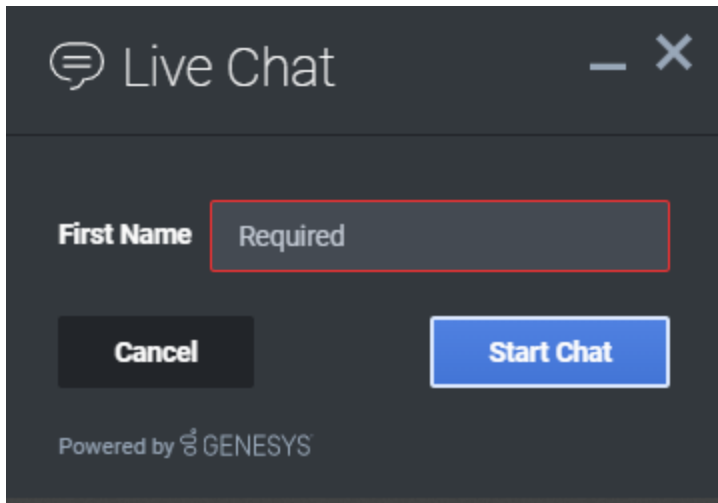 Live Chat
First Name Required
Cancel Start Chat
Powered by GENESYS